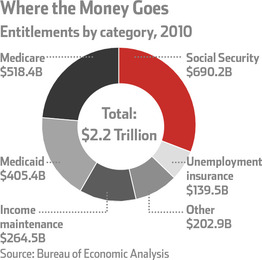 Where the Money Goes
Entitlements by category, 2010
Medicare
$518.4B
Social Security
$690.2B
Total:
$2.2 Trillion
Medicaid
$405.4B
Unemployment
insurance
$139.5B
Income
maintenance
$264.5B
Other
$202.9B
Source: Bureau of Economic Analysis